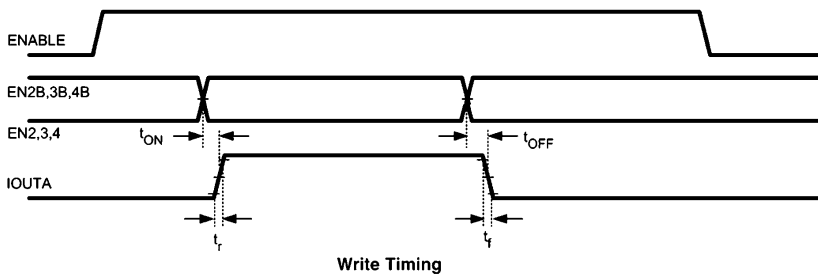 ENABLE
EN2B,3B,4B
EN2,3,4
tON
tOFF
IOUTA
tr
tf
Write Timing